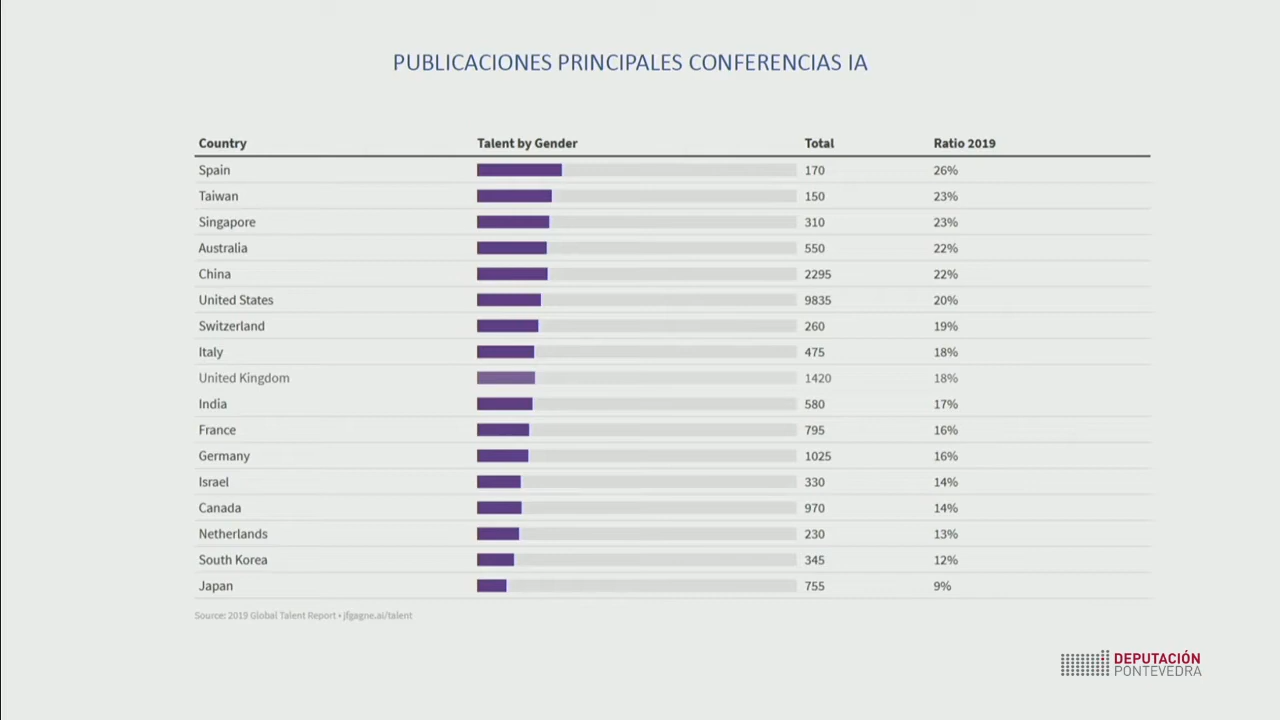 PUBLICACIONES PRINCIPALES CONFERENCIAS IA
Country Talent by Gender Total Ratio 2019
Spain 170 26%
Taiwan 150 23%
Singapore 310 23%
Australia 550 22%
China 2295 22%
United States 9835 20%
Switzerland 260 19%
Italy 475 18%
United Kingdom 1420 18%
India 580 17%
France 795 16%
Germany 1025 16%
Israel 330 14%
Canada 970 14%
Netherlands 230 13%
South Korea 345 12%
Japan 755 9%
Source: 2019 Global Talent Report • jfgagne.ai/talent
DEPUTACIÓN
PONTEVEDRA